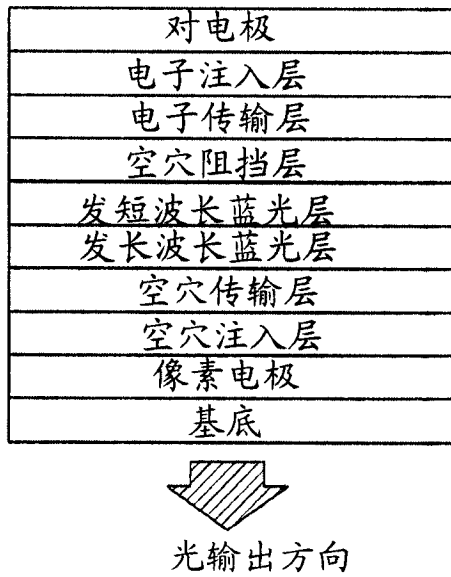 对电极
电子注入层
电子传输层
空穴阻挡层
发短波长蓝光层
发长波长蓝光层
空穴传输层
空穴注入层
像素电极
基底
光输出方向